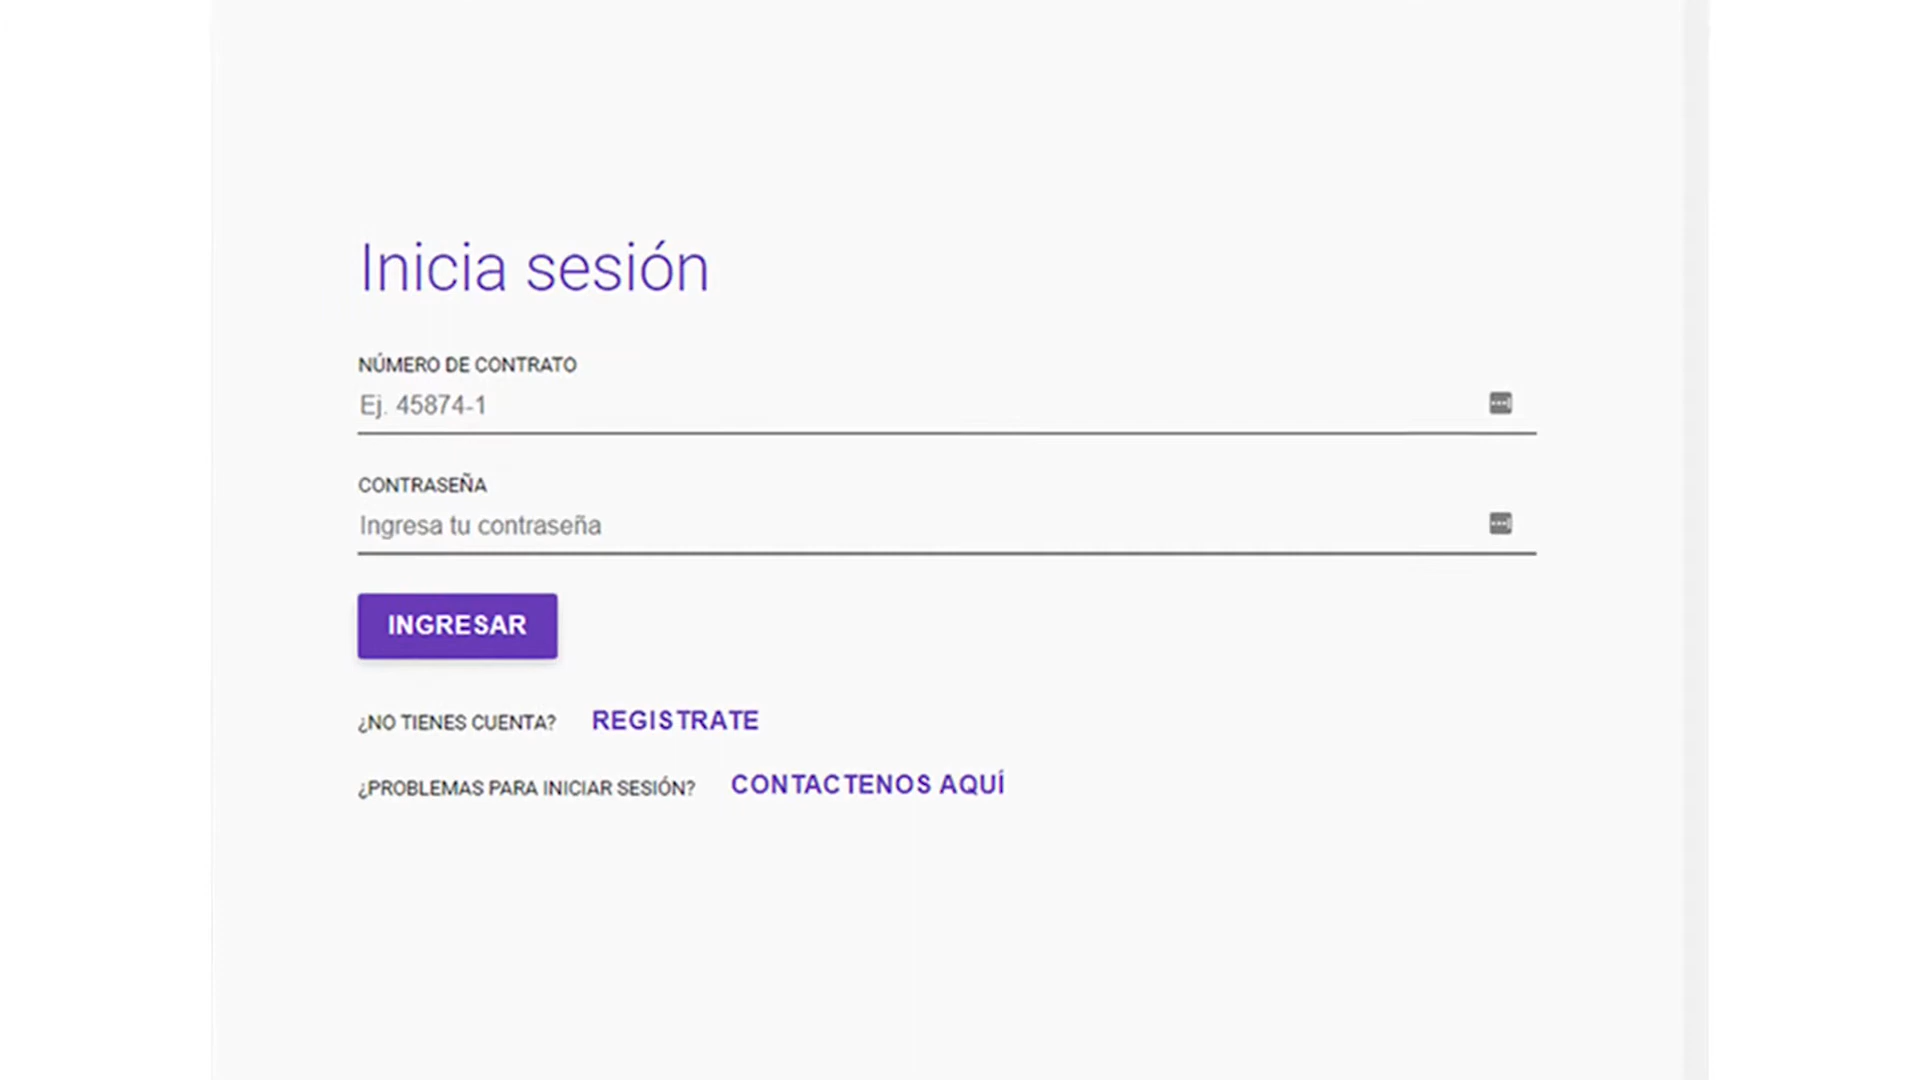 Inicia sesión
NÚMERO DE CONTRATO
Ej. 45874-1
CONTRASEÑA
Ingresa tu contraseña
INGRESAR
¿NO TIENES CUENTA? REGISTRATE
¿PROBLEMAS PARA INICIAR SESIÓN? CONTACTENOS AQUÍ